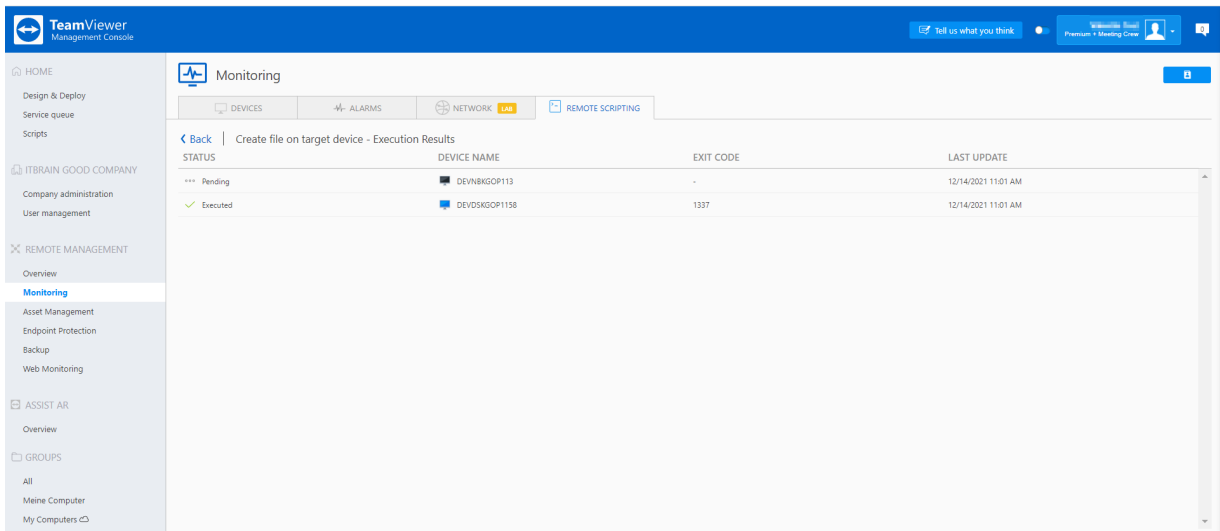 TeamViewer
Management Console
Tell us what you think
Premium + Meeting Crew
0
HOME
Design & Deploy
Service queue
Scripts
ITBRAIN GOOD COMPANY
Company administration
User management
REMOTE MANAGEMENT
Overview
Monitoring
Asset Management
Endpoint Protection
Backup
Web Monitoring
ASSIST AR
Overview
GROUPS
All
Meine Computer
My Computers
Monitoring
DEVICES
ALARMS
NETWORK LAB
REMOTE SCRIPTING
Back
Create file on target device - Execution Results
STATUS DEVICE NAME EXIT CODE LAST UPDATE
Pending DEVNBKGOP113 - 12/14/2021 11:01 AM
Executed DEVDSKGOP1158 1337 12/14/2021 11:01 AM